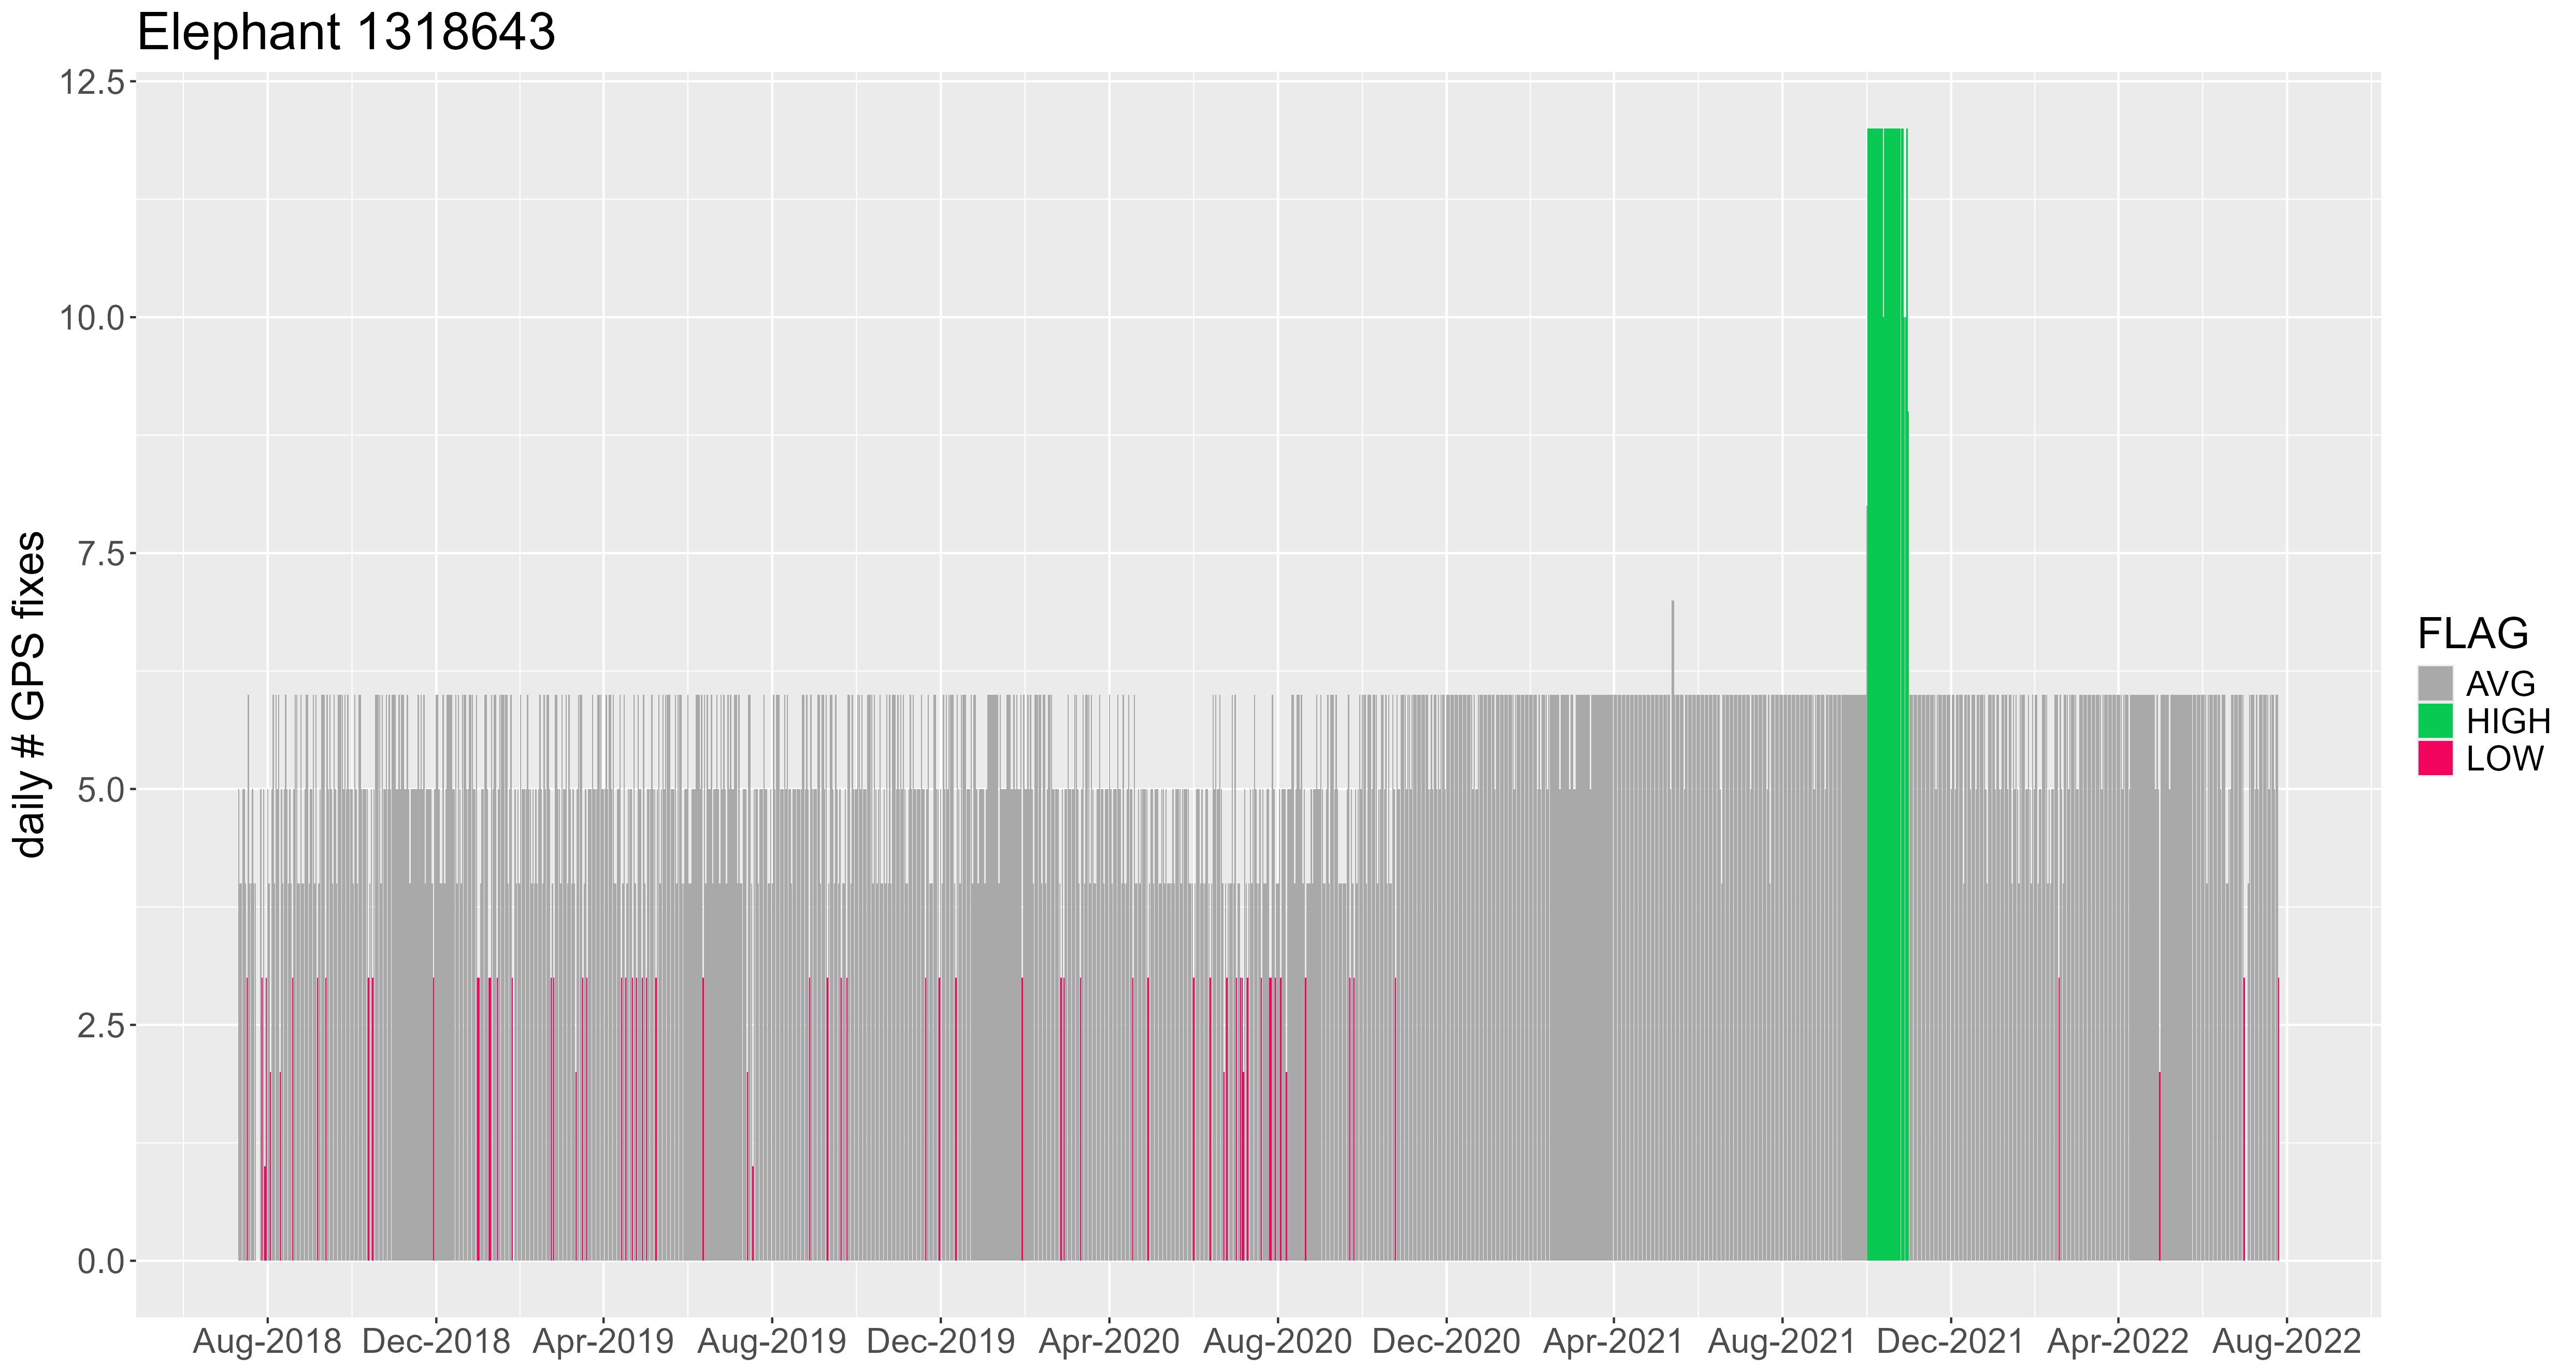 Elephant 1318643
daily # GPS fixes
12.5
10.0
7.5
5.0
2.5
0.0
Aug-2018 Dec-2018 Apr-2019 Aug-2019 Dec-2019 Apr-2020 Aug-2020 Dec-2020 Apr-2021 Aug-2021 Dec-2021 Apr-2022 Aug-2022
FLAG
AVG
HIGH
LOW